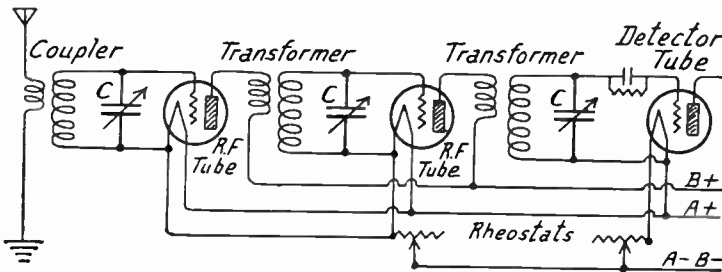 Coupler
Transformer
Transformer
Detector
Tube
C
C
C
R.F
Tube
R.F
Tube
B+
A+
Rheostats
A-B-